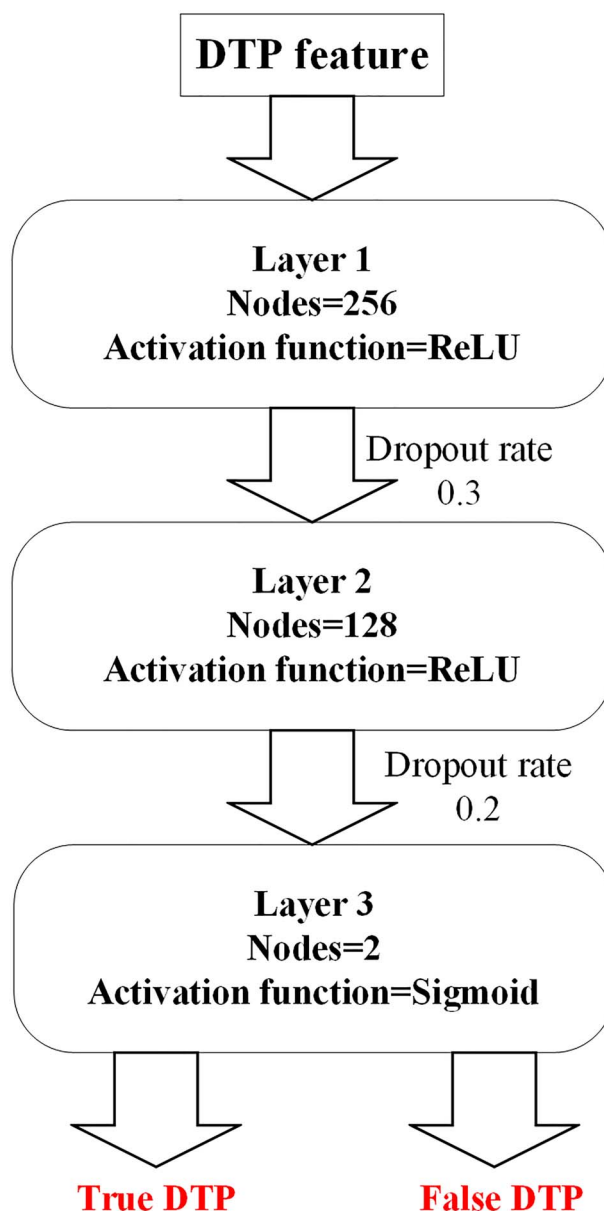 DTP feature
Layer 1
Nodes=256
Activation function=ReLU
Dropout rate
0.3
Layer 2
Nodes=128
Activation function=ReLU
Dropout rate
0.2
Layer 3
Nodes=2
Activation function=Sigmoid
True DTP
False DTP